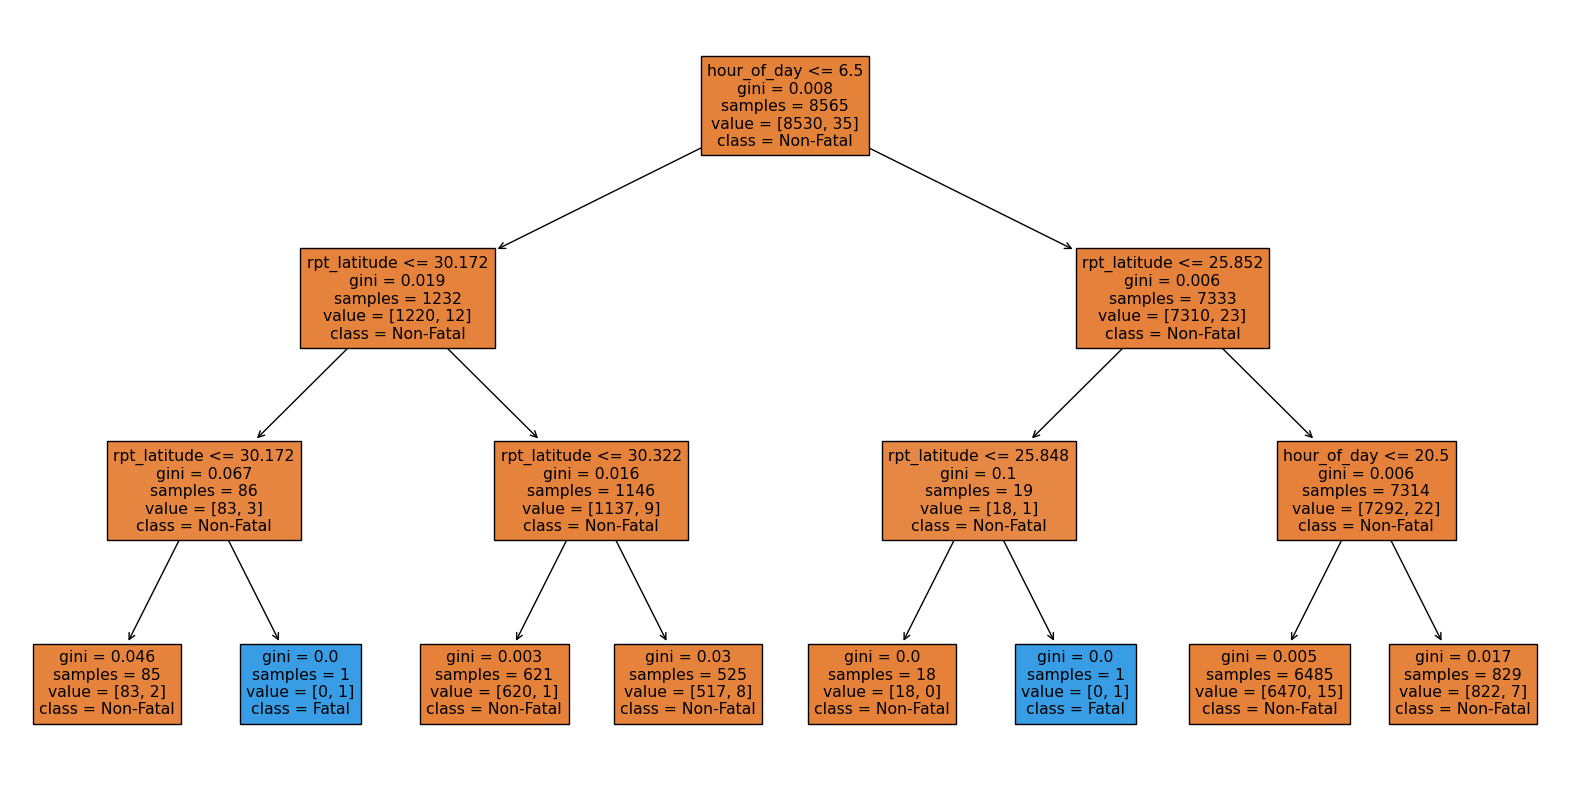 hour_of_day <= 6.5
gini = 0.008
samples = 8565
value = [8530, 35]
class = Non-Fatal
rpt_latitude <= 30.172
gini = 0.019
samples = 1232
value = [1220, 12]
class = Non-Fatal
rpt_latitude <= 25.852
gini = 0.006
samples = 7333
value = [7310, 23]
class = Non-Fatal
rpt_latitude <= 30.172
gini = 0.067
samples = 86
value = [83, 3]
class = Non-Fatal
rpt_latitude <= 30.322
gini = 0.016
samples = 1146
value = [1137, 9]
class = Non-Fatal
rpt_latitude <= 25.848
gini = 0.1
samples = 19
value = [18, 1]
class = Non-Fatal
hour_of_day <= 20.5
gini = 0.006
samples = 7314
value = [7292, 22]
class = Non-Fatal
gini = 0.046
samples = 85
value = [83, 2]
class = Non-Fatal
gini = 0.0
samples = 1
value = [0, 1]
class = Fatal
gini = 0.003
samples = 621
value = [620, 1]
class = Non-Fatal
gini = 0.03
samples = 525
value = [517, 8]
class = Non-Fatal
gini = 0.0
samples = 18
value = [18, 0]
class = Non-Fatal
gini = 0.0
samples = 1
value = [0, 1]
class = Fatal
gini = 0.005
samples = 6485
value = [6470, 15]
class = Non-Fatal
gini = 0.017
samples = 829
value = [822, 7]
class = Non-Fatal